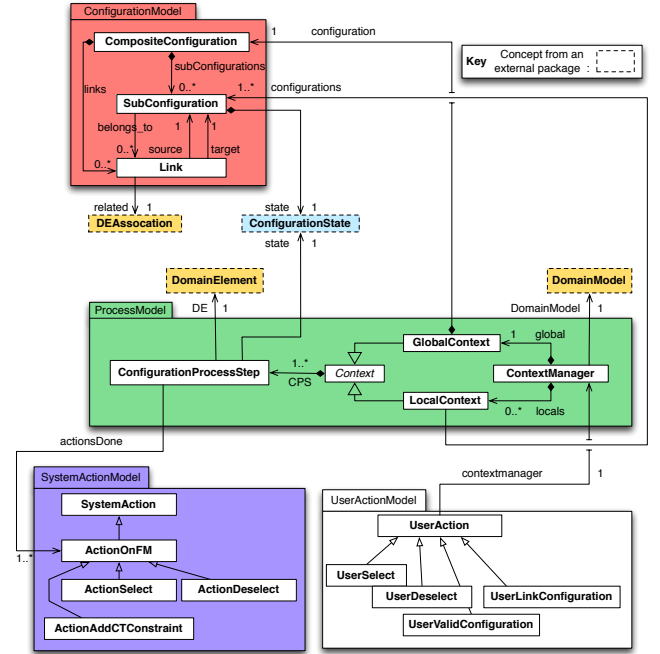 ConfigurationModel
CompositeConfiguration
1 configuration
subConfigurations
links
0..* 1..* configurations
SubConfiguration
belongs_to 1 1
0..* source target
0..* Link
Key Concept from an
external package :
related 1
state 1
DEAssocation
ConfigurationState
state 1
DomainElement
DE 1
DomainModel
DomainModel 1
ProcessModel
GlobalContext
1 global
ConfigurationProcessStep
1..*
CPS
Context
ContextManager
LocalContext
0..* locals
actionsDone
1..*
contextmanager 1
SystemActionModel
SystemAction
ActionOnFM
ActionSelect
ActionDeselect
ActionAddCTConstraint
UserActionModel
UserAction
UserSelect
UserDeselect
UserLinkConfiguration
UserValidConfiguration